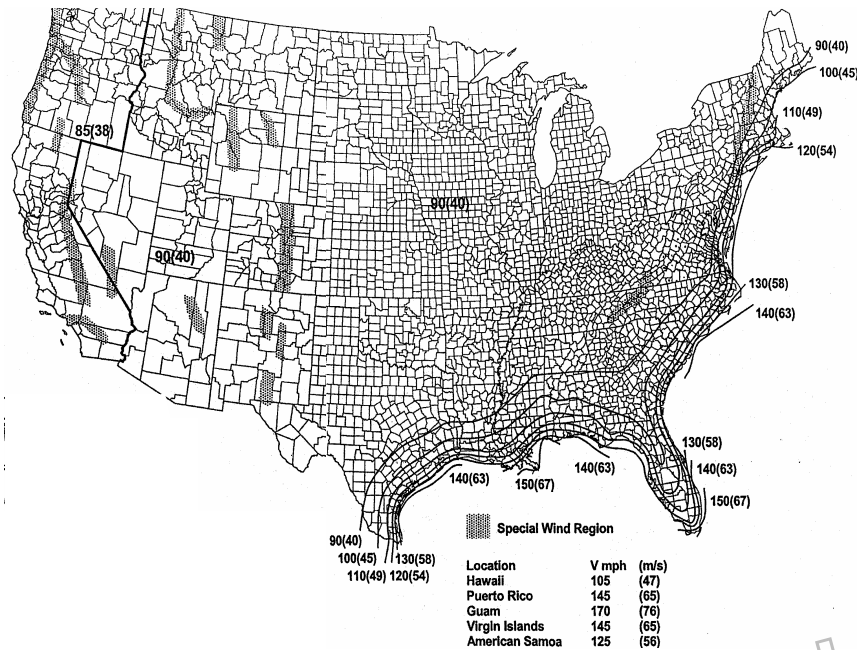 90(40)
100(45)
110(49)
120(54)
85(38)
90(40)
90(40)
130(58)
140(63)
130(58)
140(63)
150(67)
140(63)
150(67)
140(63)
90(40)
100(45)
130(58)
110(49) 120(54)
Special Wind Region
Location V mph (m/s)
Hawaii 105 (47)
Puerto Rico 145 (65)
Guam 170 (76)
Virgin Islands 145 (65)
American Samoa 125 (56)